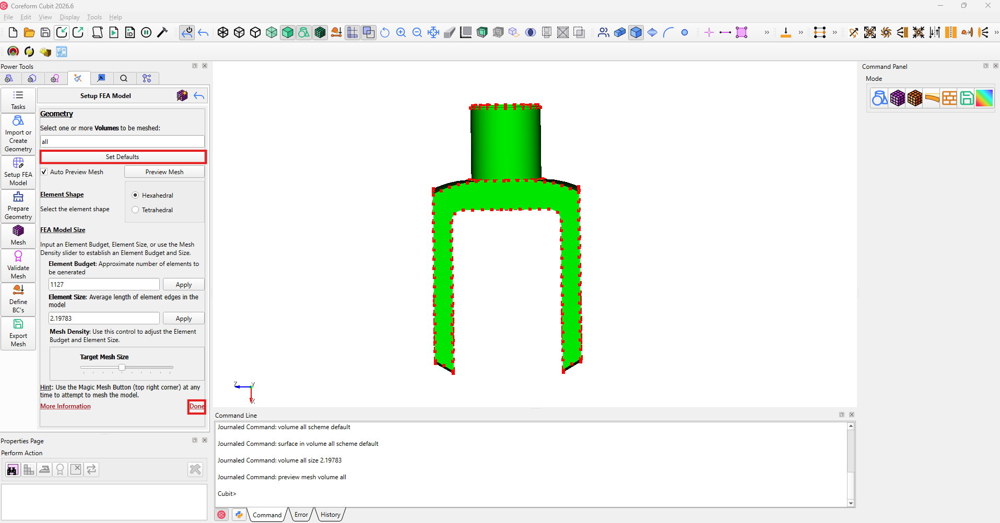 Coreform Cubit 2026.6
File Edit View Display Tools Help
Power Tools
Tasks
Import or
Create
Geometry
Setup FEA
Model
Prepare
Geometry
Mesh
Validate
Mesh
Define
BC's
Export
Mesh
Setup FEA Model
Geometry
Select one or more Volumes to be meshed:
all
Set Defaults
Auto Preview Mesh
Preview Mesh
Element Shape
Select the element shape
Hexahedral
Tetrahedral
FEA Model Size
Input an Element Budget, Element Size, or use the Mesh
Density slider to establish an Element Budget and Size.
Element Budget: Approximate number of elements to
be generated
1127
Apply
Element Size: Average length of element edges in the
model
2.19783
Apply
Mesh Density: Use this control to adjust the Element
Budget and Element Size.
Target Mesh Size
Hint: Use the Magic Mesh Button (top right corner) at any
time to attempt to mesh the model.
More Information
Done
Properties Page
Perform Action
Z
Y
X
Command Line
Journaled Command: volume all scheme default
Journaled Command: surface in volume all scheme default
Journaled Command: volume all size 2.19783
Journaled Command: preview mesh volume all
Cubit>
Command
Error
History
Command Panel
Mode
ID